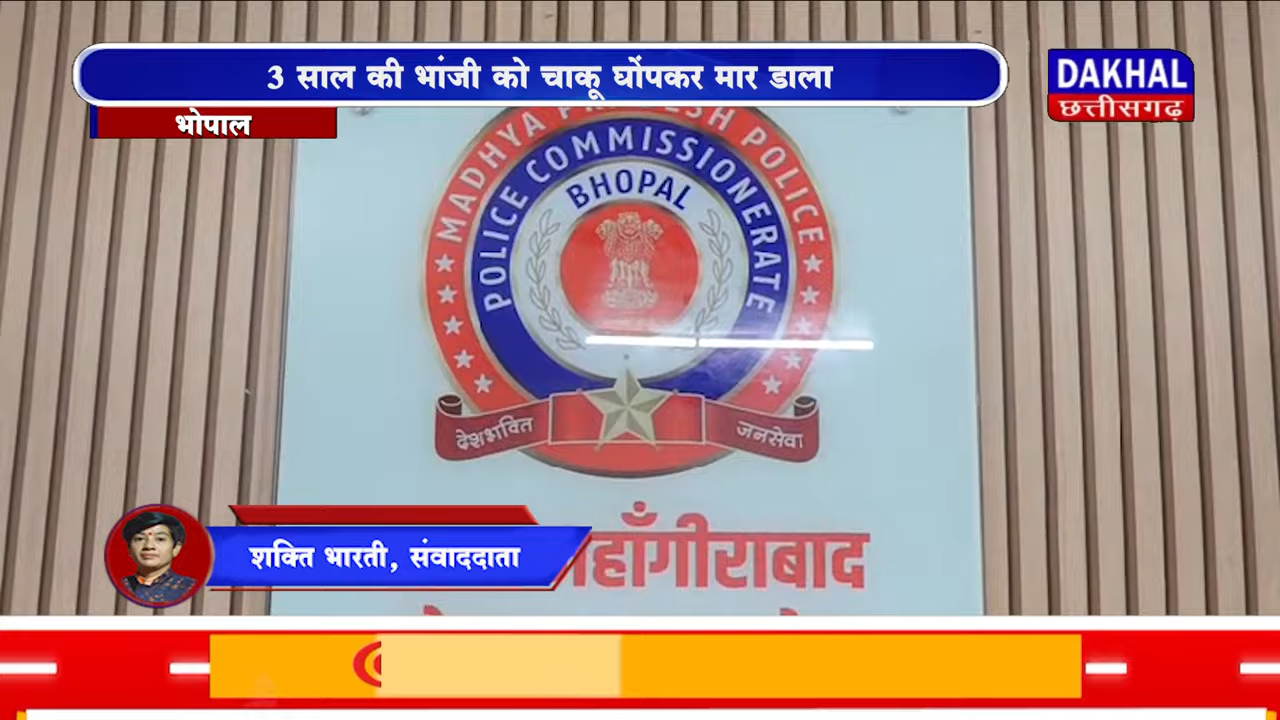 3 साल की भांजी को चाकू घोंपकर मार डाला
DAKHAL
छत्तीसगढ़
भोपाल
MADHYA PRADESH POLICE
POLICE COMMISSIONERATE
BHOPAL
देशभक्ति
जनसेवा
हाँगीराबाद
शक्ति भारती, संवाददाता